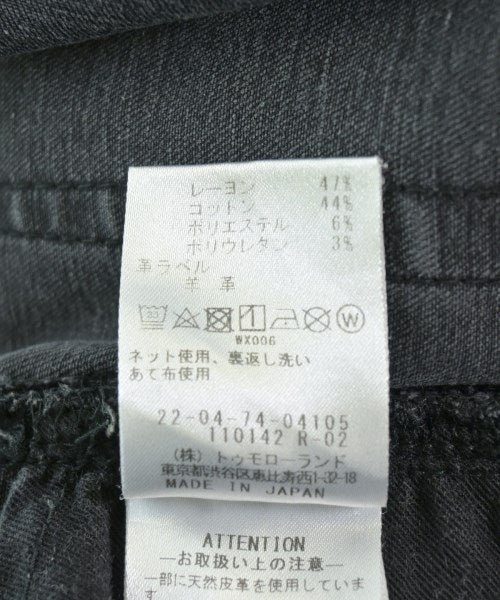 レーヨン 47%
コットン 44%
ポリエステル 6%
ポリウレタン 3%
革ラベル
羊革
W
WX006
ネット使用、裏返し洗い
あて布使用
22-04-74-04105
110142 R-02
(株) トゥモローランド
東京都渋谷区恵比寿西1-32-18
MADE IN JAPAN
ATTENTION
―お取扱い上の注意―
一部に天然皮革を使用していま